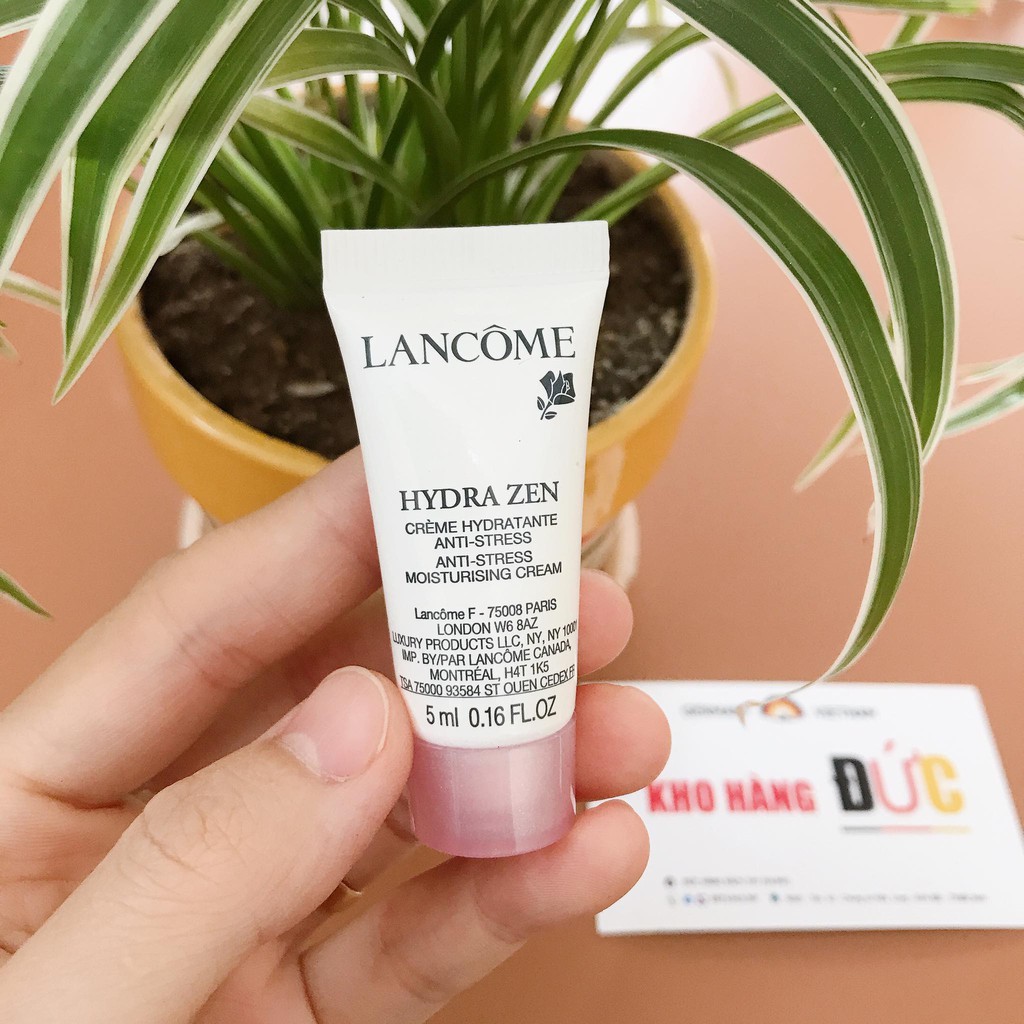 LANCÔME
HYDRA ZEN
CRÈME HYDRATANTE
ANTI-STRESS
ANTI-STRESS
MOISTURISING CREAM
Lancôme F - 75008 PARIS
LONDON W6 8AZ
LUXURY PRODUCTS LLC, NY, NY 10001
IMP. BY/PAR LANCÔME CANADA,
MONTRÉAL, H4T 1K5
TSA 75000 93584 ST OUEN CEDEX FR
5 ml 0.16 FL.OZ
KHO HÀNG ĐỨC